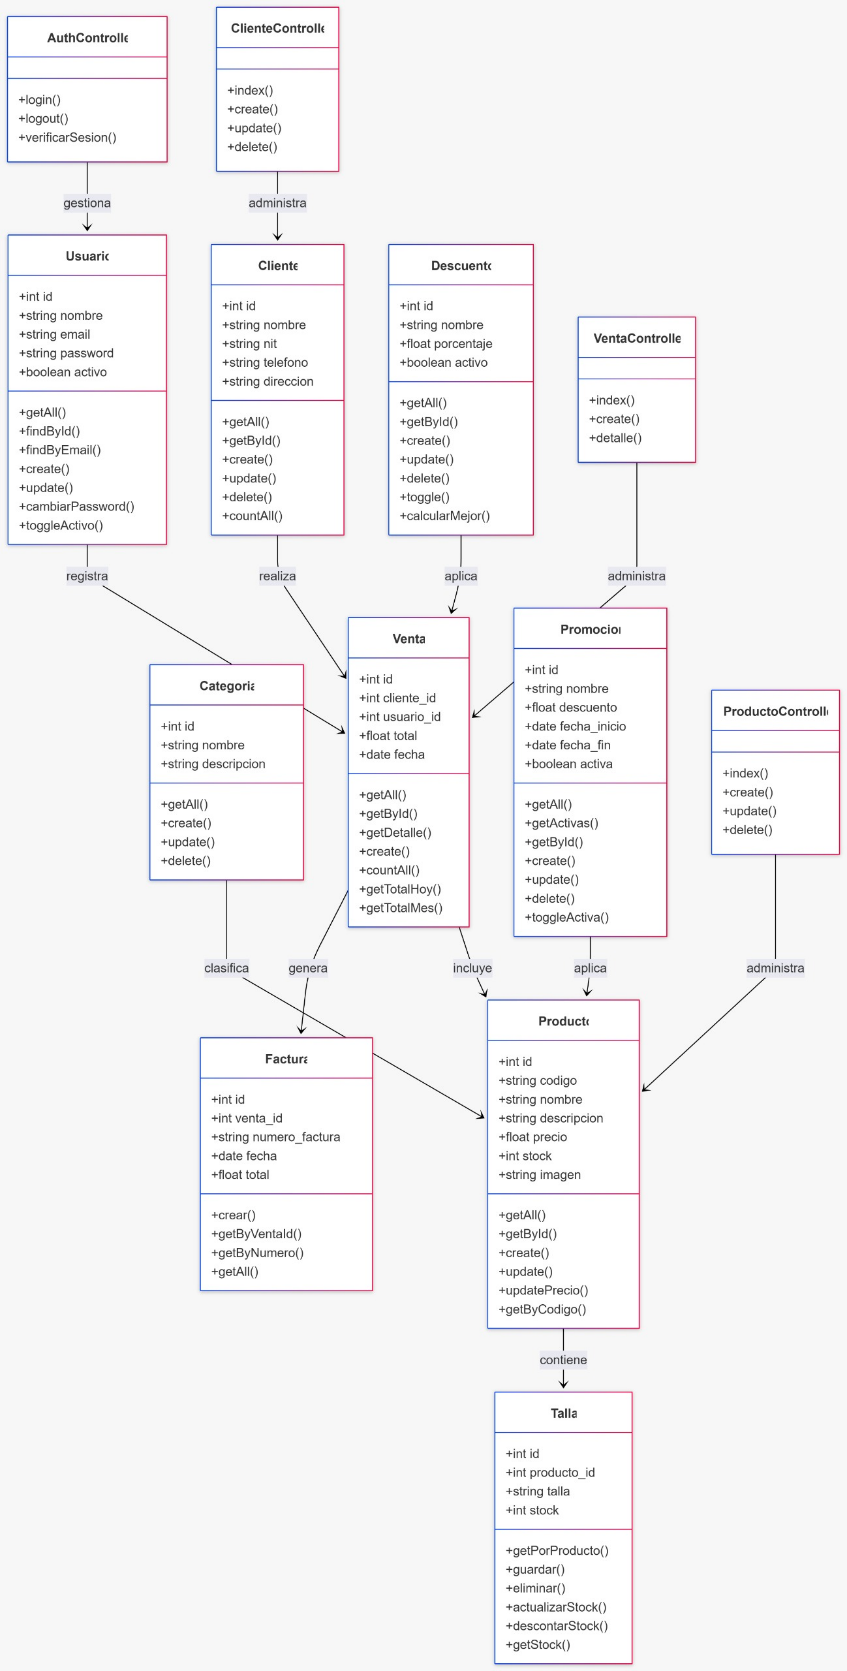 AuthControlle
+login()
+logout()
+verificarSesion()
ClienteControlle
+index()
+create()
+update()
+delete()
gestiona
administra
Usuaric
+int id
+string nombre
+string email
+string password
+boolean activo
+getAll()
+findById()
+findByEmail()
+create()
+update()
+cambiarPassword()
+toggleActivo()
Cliente
+int id
+string nombre
+string nit
+string telefono
+string direccion
+getAll()
+getById()
+create()
+update()
+delete()
+countAll()
Descuentc
+int id
+string nombre
+float porcentaje
+boolean activo
+getAll()
+getById()
+create()
+update()
+delete()
+toggle()
+calcularMejor()
VentaControlle
+index()
+create()
+detalle()
registra
realiza
aplica
administra
Categoria
+int id
+string nombre
+string descripcion
+getAll()
+create()
+update()
+delete()
Venta
+int id
+int cliente_id
+int usuario_id
+float total
+date fecha
+getAll()
+getById()
+getDetalle()
+create()
+countAll()
+getTotalHoy()
+getTotalMes()
Promocion
+int id
+string nombre
+float descuento
+date fecha_inicio
+date fecha_fin
+boolean activa
+getAll()
+getActivas()
+getById()
+create()
+update()
+delete()
+toggleActiva()
ProductoControlle
+index()
+create()
+update()
+delete()
clasifica
genera
incluye
aplica
administra
Factura
+int id
+int venta_id
+string numero_factura
+date fecha
+float total
+crear()
+getByVentaId()
+getByNumero()
+getAll()
Productc
+int id
+string codigo
+string nombre
+string descripcion
+float precio
+int stock
+string imagen
+getAll()
+getById()
+create()
+update()
+updatePrecio()
+getByCodigo()
contiene
Talla
+int id
+int producto_id
+string talla
+int stock
+getPorProducto()
+guardar()
+eliminar()
+actualizarStock()
+descontarStock()
+getStock()